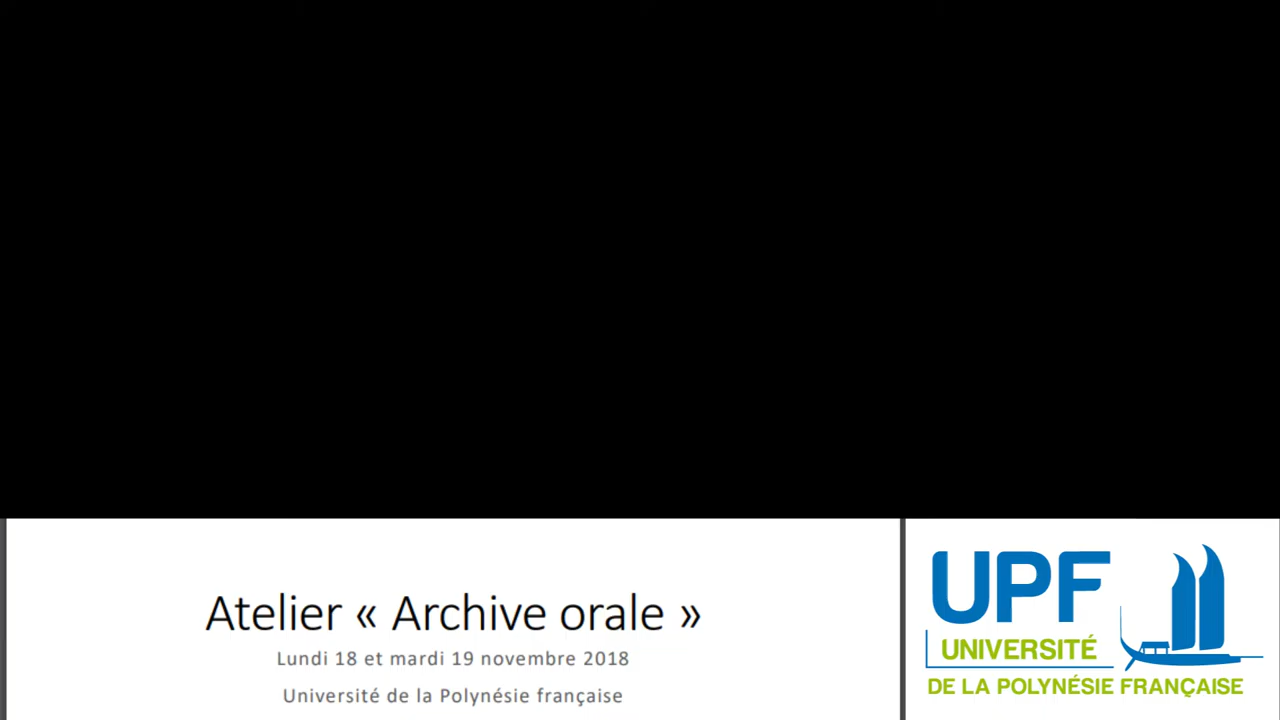 Atelier « Archive orale »
Lundi 18 et mardi 19 novembre 2018
Université de la Polynésie française
UPF
UNIVERSITÉ
DE LA POLYNÉSIE FRANÇAISE